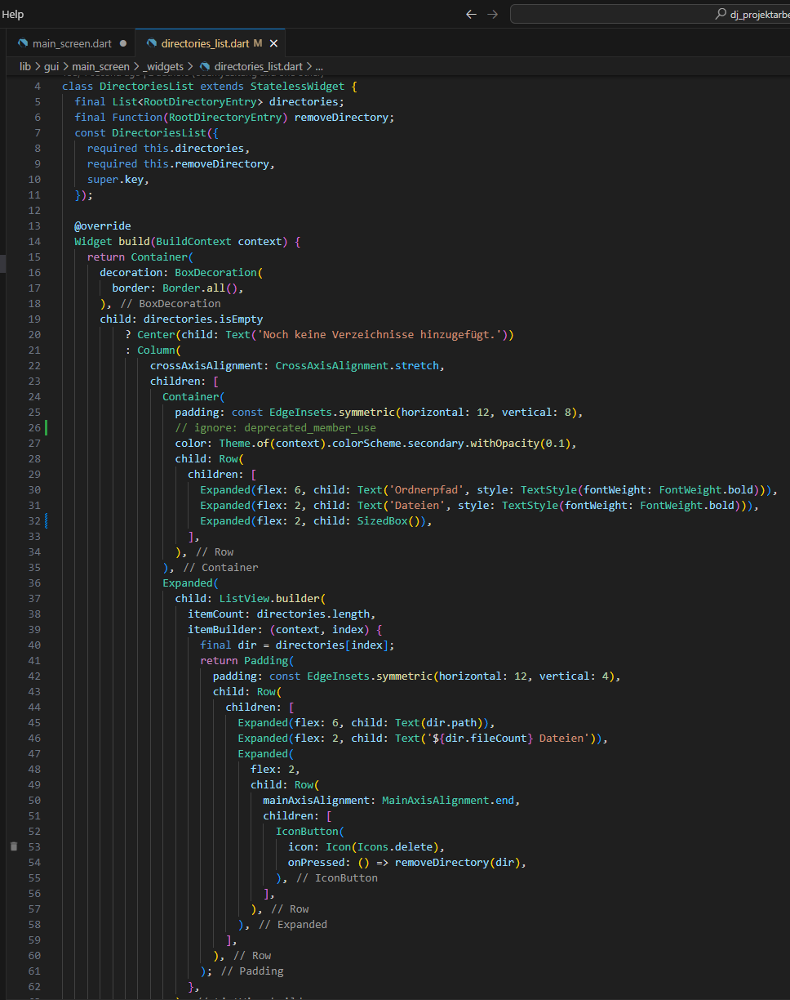 Help
dj_projektarbe
main_screen.dart
directories_list.dart M
lib > gui > main_screen > _widgets > directories_list.dart > ...
4 class DirectoriesList extends StatelessWidget {
5 final List<RootDirectoryEntry> directories;
6 final Function(RootDirectoryEntry) removeDirectory;
7 const DirectoriesList({
8 required this.directories,
9 required this.removeDirectory,
10 super.key,
11 });
12
13 @override
14 Widget build(BuildContext context) {
15 return Container(
16 decoration: BoxDecoration(
17 border: Border.all(),
18 ), // BoxDecoration
19 child: directories.isEmpty
20 ? Center(child: Text('Noch keine Verzeichnisse hinzugefügt.'))
21 : Column(
22 crossAxisAlignment: CrossAxisAlignment.stretch,
23 children: [
24 Container(
25 padding: const EdgeInsets.symmetric(horizontal: 12, vertical: 8),
26 // ignore: deprecated_member_use
27 color: Theme.of(context).colorScheme.secondary.withOpacity(0.1),
28 child: Row(
29 children: [
30 Expanded(flex: 6, child: Text('Ordnerpfad', style: TextStyle(fontWeight: FontWeight.bold))),
31 Expanded(flex: 2, child: Text('Dateien', style: TextStyle(fontWeight: FontWeight.bold))),
32 Expanded(flex: 2, child: SizedBox()),
33 ],
34 ), // Row
35 ), // Container
36 Expanded(
37 child: ListView.builder(
38 itemCount: directories.length,
39 itemBuilder: (context, index) {
40 final dir = directories[index];
41 return Padding(
42 padding: const EdgeInsets.symmetric(horizontal: 12, vertical: 4),
43 child: Row(
44 children: [
45 Expanded(flex: 6, child: Text(dir.path)),
46 Expanded(flex: 2, child: Text('${dir.fileCount} Dateien')),
47 Expanded(
48 flex: 2,
49 child: Row(
50 mainAxisAlignment: MainAxisAlignment.end,
51 children: [
52 IconButton(
53 icon: Icon(Icons.delete),
54 onPressed: () => removeDirectory(dir),
55 ), // IconButton
56 ],
57 ), // Row
58 ), // Expanded
59 ],
60 ), // Row
61 ); // Padding
62 },